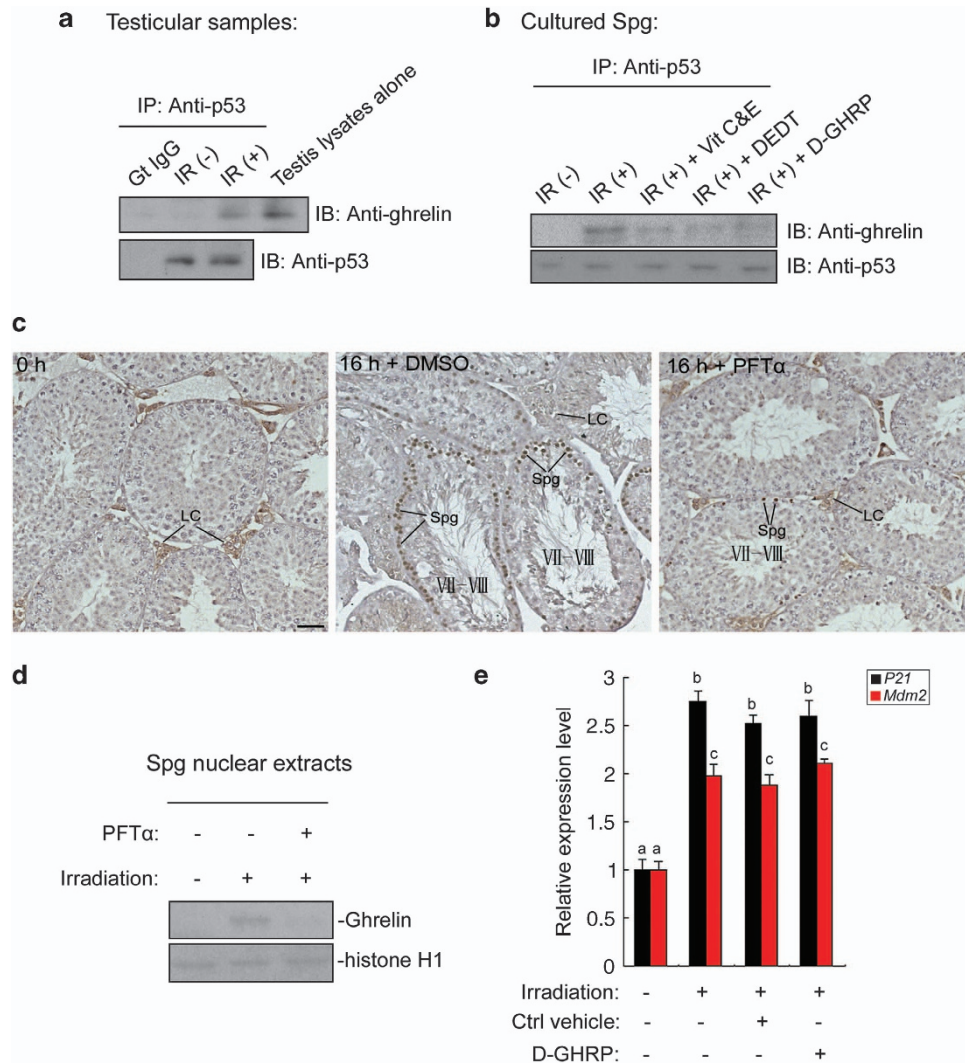 a Testicular samples:
IP: Anti-p53
Gt IgG
IR (-)
IR (+)
Testis lysates alone
IB: Anti-ghrelin
IB: Anti-p53
b Cultured Spg:
IP: Anti-p53
IR (-)
IR (+)
IR (+) + Vit C&E
IR (+) + DEDT
IR (+) + D-GHRP
IB: Anti-ghrelin
IB: Anti-p53
c
0 h
LC
16 h + DMSO
LC
Spg
Spg
VII-VIII
VII-VIII
16 h + PFTα
LC
Spg
VII-VIII
d
Spg nuclear extracts
PFTα: - - +
Irradiation: - + +
-Ghrelin
-histone H1
e
P21
Mdm2
Relative expression level
3
2.5
2
1.5
1
0.5
0
a a
b
c
b
c
b
c
Irradiation: - + + +
Ctrl vehicle: - - + -
D-GHRP: - - - +